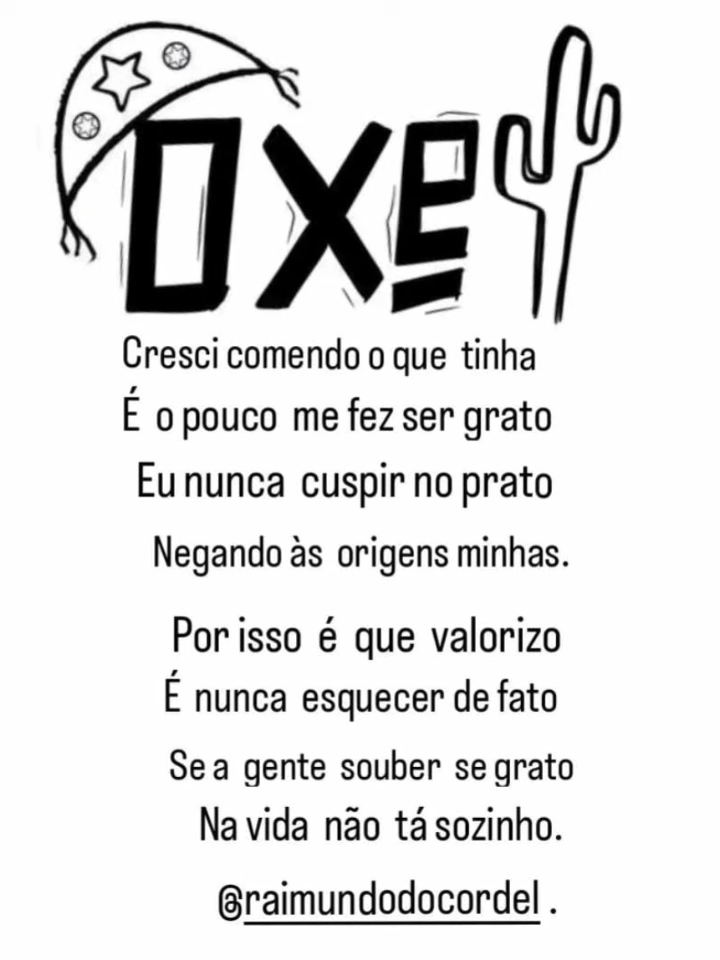 OXE
Cresci comendo o que tinha
É o pouco me fez ser grato
Eu nunca cuspir no prato
Negando às origens minhas.
Por isso é que valorizo
É nunca esquecer de fato
Se a gente souber se grato
Na vida não tá sozinho.
@raimundodocordel .